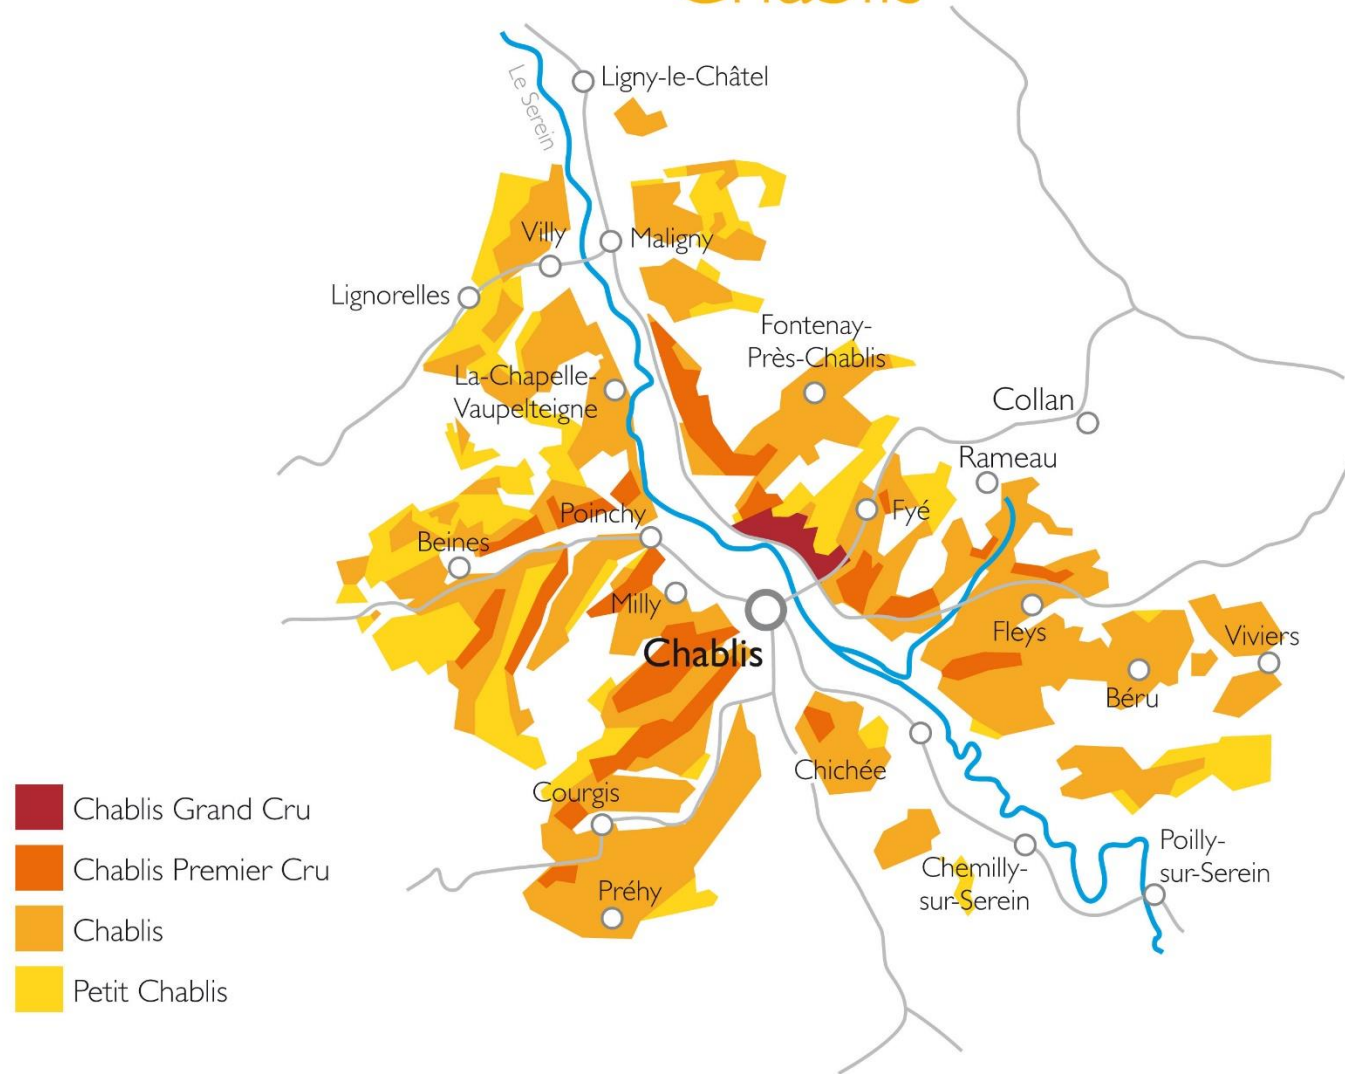 Chablis
Ligny-le-Châtel
Le Serein
Villy
Maligny
Lignorelles
Fontenay-
Près-Chablis
La-Chapelle-
Vaupelteigne
Collan
Rameau
Poinchy
Fyé
Beines
Milly
Fleys
Viviers
Chablis
Béru
Chichée
Courgis
Poilly-
sur-Serein
Chemilly-
sur-Serein
Préhy
Chablis Grand Cru
Chablis Premier Cru
Chablis
Petit Chablis